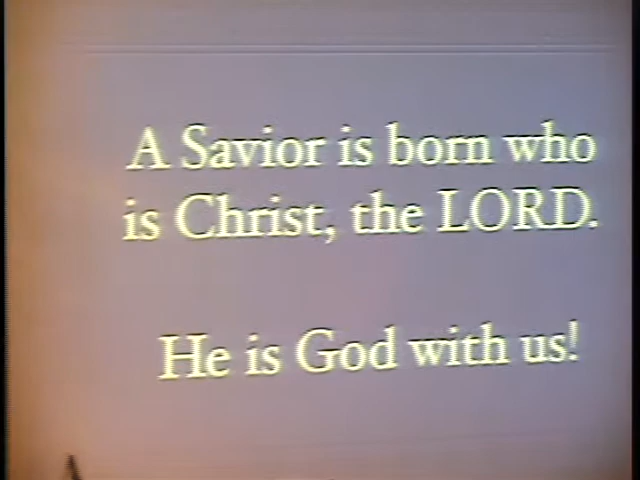 A Savior is born who
is Christ, the LORD.
He is God with us!